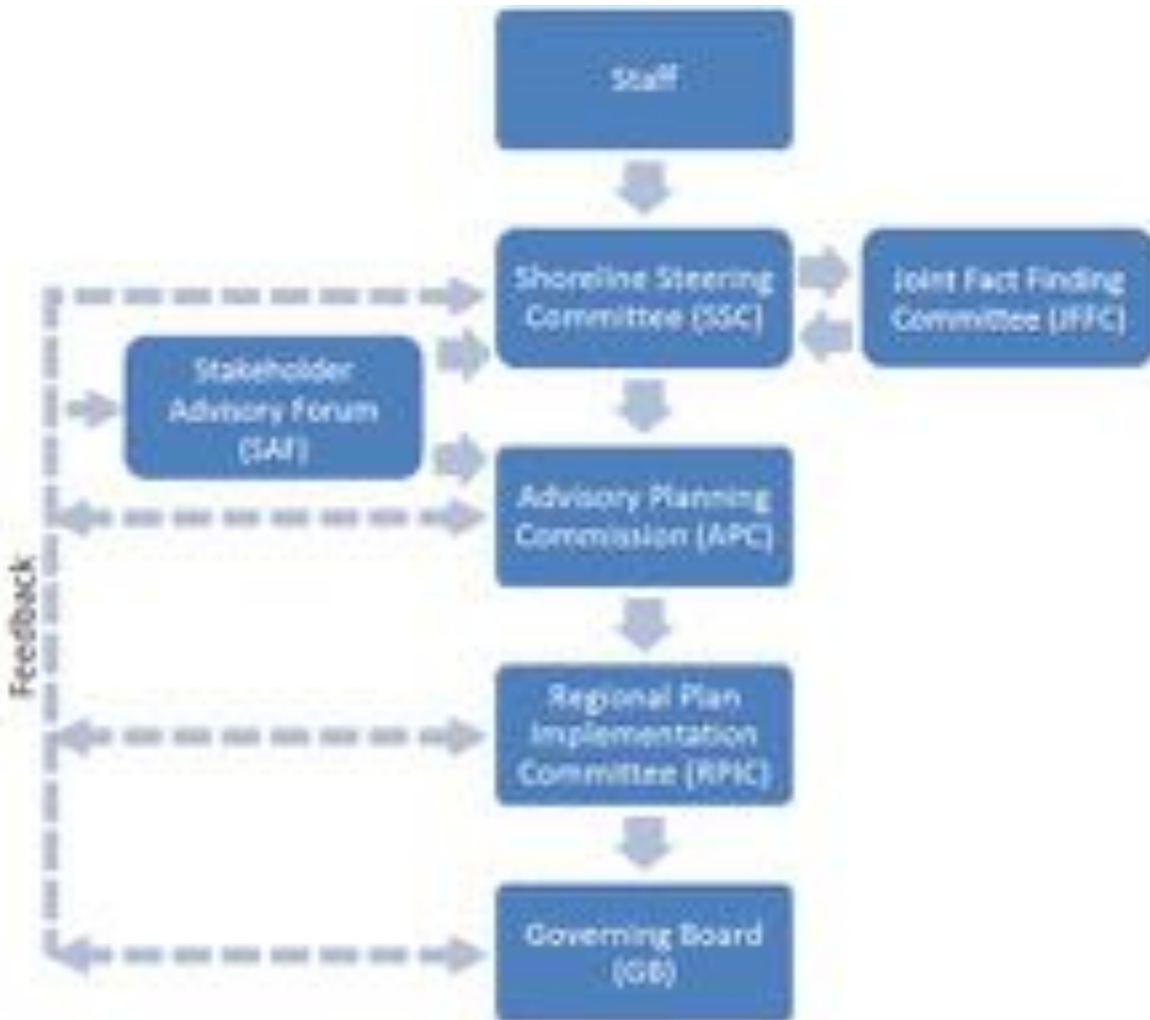 Staff
Shoreline Steering
Committee (SSC)
Joint Fact Finding
Committee (JFFC)
Stakeholder
Advisory Forum
(SAF)
Advisory Planning
Commission (APC)
Feedback
Regional Plan
Implementation
Committee (RPIC)
Governing Board
(GB)